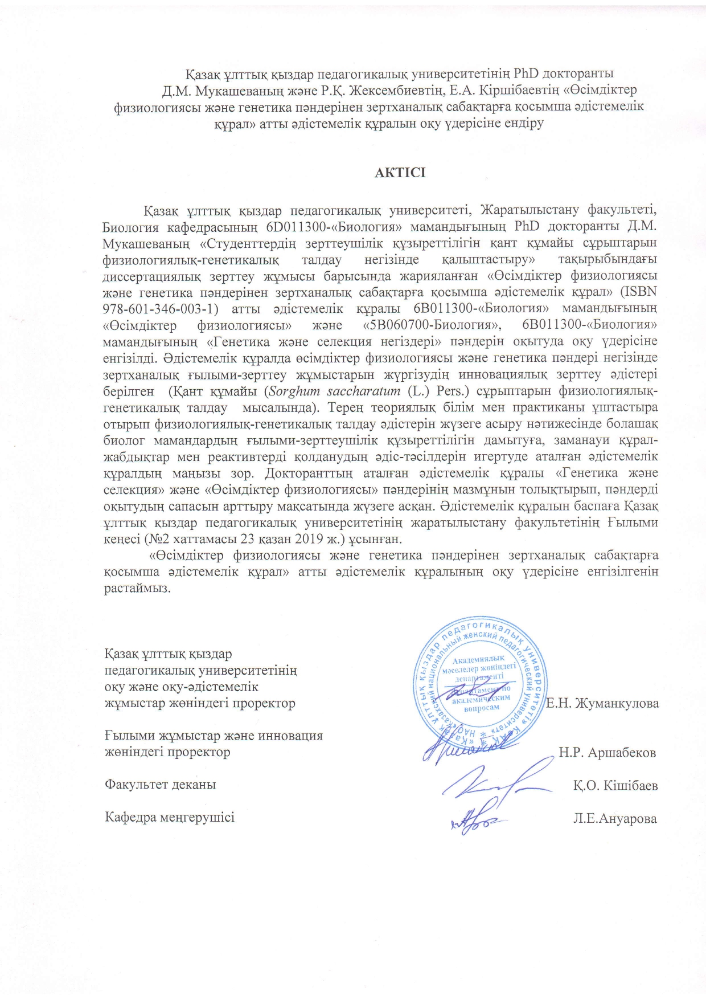 Қазақ ұлттық қыздар педагогикалық университетінің PhD докторанты
Д.М. Мукашеваның және Р.Қ. Жексембиевтің, Е.А. Кіршібаевтің «Өсімдіктер
физиологиясы және генетика пәндерінен зертханалық сабақтарға қосымша әдістемелік
құрал» атты әдістемелік құралын оқу үдерісіне ендіру
АКТІСІ
Қазақ ұлттық қыздар педагогикалық университеті, Жаратылыстану факультеті,
Биология кафедрасының 6D011300-«Биология» мамандығының PhD докторанты Д.М.
Мукашеваның «Студенттердің зерттеушілік құзыреттілігін қант құмайы сұрыптарын
физиологиялық-генетикалық талдау негізінде қалыптастыру» тақырыбындағы
диссертациялық зерттеу жұмысы барысында жарияланған «Өсімдіктер физиологиясы
және генетика пәндерінен зертханалық сабақтарға қосымша әдістемелік құрал» (ISBN
978-601-346-003-1) атты әдістемелік құралы 6В011300-«Биология» мамандығының
«Өсімдіктер физиологиясы» және «5В060700-Биология», 6В011300-«Биология»
мамандығының «Генетика және селекция негіздері» пәндерін оқытуда оқу үдерісіне
енгізілді. Әдістемелік құралда өсімдіктер физиологиясы және генетика пәндері негізінде
зертханалық ғылыми-зерттеу жұмыстарын жүргізудің инновациялық зерттеу әдістері
берілген (Қант құмайы (Sorghum saccharatum (L.) Pers.) сұрыптарын физиологиялық-
генетикалық талдау мысалында). Терең теориялық білім мен практиканы ұштастыра
отырып физиологиялық-генетикалық талдау әдістерін жүзеге асыру нәтижесінде болашақ
биолог мамандардың ғылыми-зерттеушілік құзыреттілігін дамытуға, заманауи құрал-
жабдықтар мен реактивтерді қолданудың әдіс-тәсілдерін игертуде аталған әдістемелік
құралдың маңызы зор. Докторанттың аталған әдістемелік құралы «Генетика және
селекция» және «Өсімдіктер физиологиясы» пәндерінің мазмұнын толықтырып, пәндерді
оқытудың сапасын арттыру мақсатында жүзеге асқан. Әдістемелік құралын баспаға Қазақ
ұлттық қыздар педагогикалық университетінің жаратылыстану факультетінің Ғылыми
кеңесі (№2 хаттамасы 23 қазан 2019 ж.) ұсынған.
«Өсімдіктер физиологиясы және генетика пәндерінен зертханалық сабақтарға
қосымша әдістемелік құрал» атты әдістемелік құралының оқу үдерісіне енгізілгенін
растаймыз.
Қазақ ұлттық қыздар
педагогикалық университетінің
оқу және оқу-әдістемелік
жұмыстар жөніндегі проректор Е.Н. Жуманкулова
«Қазақ ұлттық қыздар педагогикалық университеті» КеАҚ
НАО «Казахский национальный женский педагогический университет»
Академиялық
мәселелер жөніндегі
департаменті
департамент по
академическим
вопросам
Ғылыми жұмыстар және инновация
жөніндегі проректор Н.Р. Аршабеков
Факультет деканы Қ.О. Кішібаев
Кафедра меңгерушісі Л.Е.Ануарова